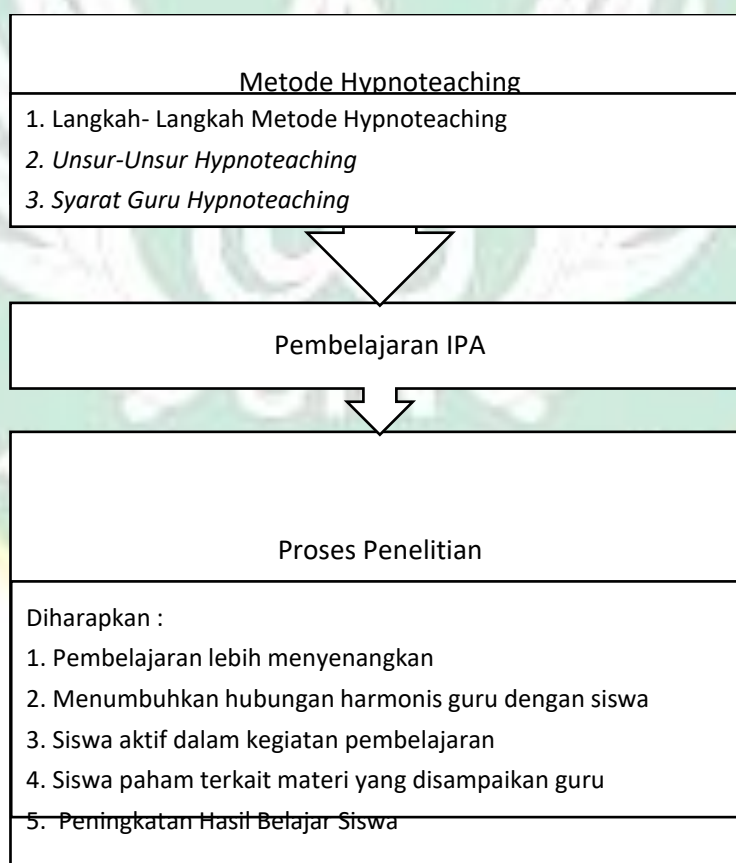 Metode Hypnoteaching
1. Langkah- Langkah Metode Hypnoteaching
2. Unsur-Unsur Hypnoteaching
3. Syarat Guru Hypnoteaching
Pembelajaran IPA
Proses Penelitian
Diharapkan :
1. Pembelajaran lebih menyenangkan
2. Menumbuhkan hubungan harmonis guru dengan siswa
3. Siswa aktif dalam kegiatan pembelajaran
4. Siswa paham terkait materi yang disampaikan guru
5. Peningkatan Hasil Belajar Siswa